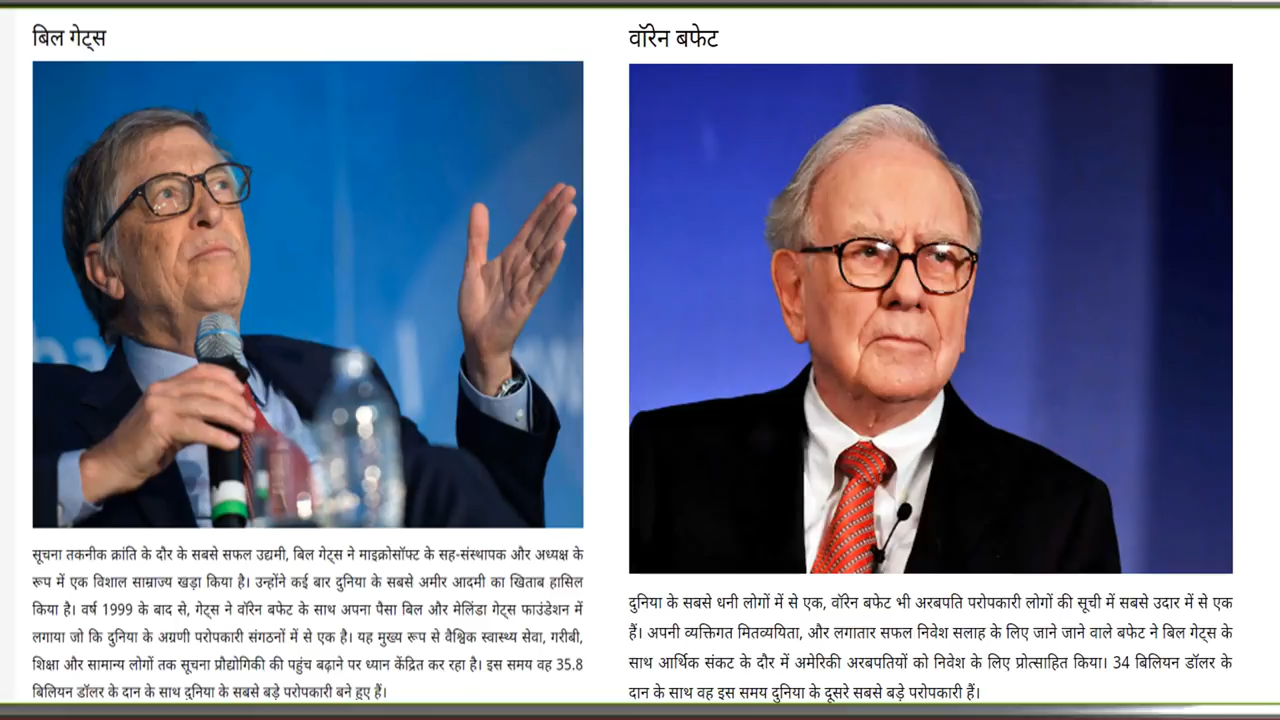 बिल गेट्स
सूचना तकनीक क्रांति के दौर के सबसे सफल उद्यमी, बिल गेट्स ने माइक्रोसॉफ्ट के सह-संस्थापक और अध्यक्ष के
रूप में एक विशाल साम्राज्य खड़ा किया है। उन्होंने कई बार दुनिया के सबसे अमीर आदमी का खिताब हासिल
किया है। वर्ष 1999 के बाद से, गेट्स ने वॉरेन बफेट के साथ अपना पैसा बिल और मेलिंडा गेट्स फाउंडेशन में
लगाया जो कि दुनिया के अग्रणी परोपकारी संगठनों में से एक है। यह मुख्य रूप से वैश्विक स्वास्थ्य सेवा, गरीबी,
शिक्षा और सामान्य लोगों तक सूचना प्रौद्योगिकी की पहुंच बढ़ाने पर ध्यान केंद्रित कर रहा है। इस समय वह 35.8
बिलियन डॉलर के दान के साथ दुनिया के सबसे बड़े परोपकारी बने हुए हैं।
वॉरेन बफेट
दुनिया के सबसे धनी लोगों में से एक, वॉरेन बफेट भी अरबपति परोपकारी लोगों की सूची में सबसे उदार में से एक
हैं। अपनी व्यक्तिगत मितव्ययिता, और लगातार सफल निवेश सलाह के लिए जाने जाने वाले बफेट ने बिल गेट्स के
साथ आर्थिक संकट के दौर में अमेरिकी अरबपतियों को निवेश के लिए प्रोत्साहित किया। 34 बिलियन डॉलर के
दान के साथ वह इस समय दुनिया के दूसरे सबसे बड़े परोपकारी हैं।